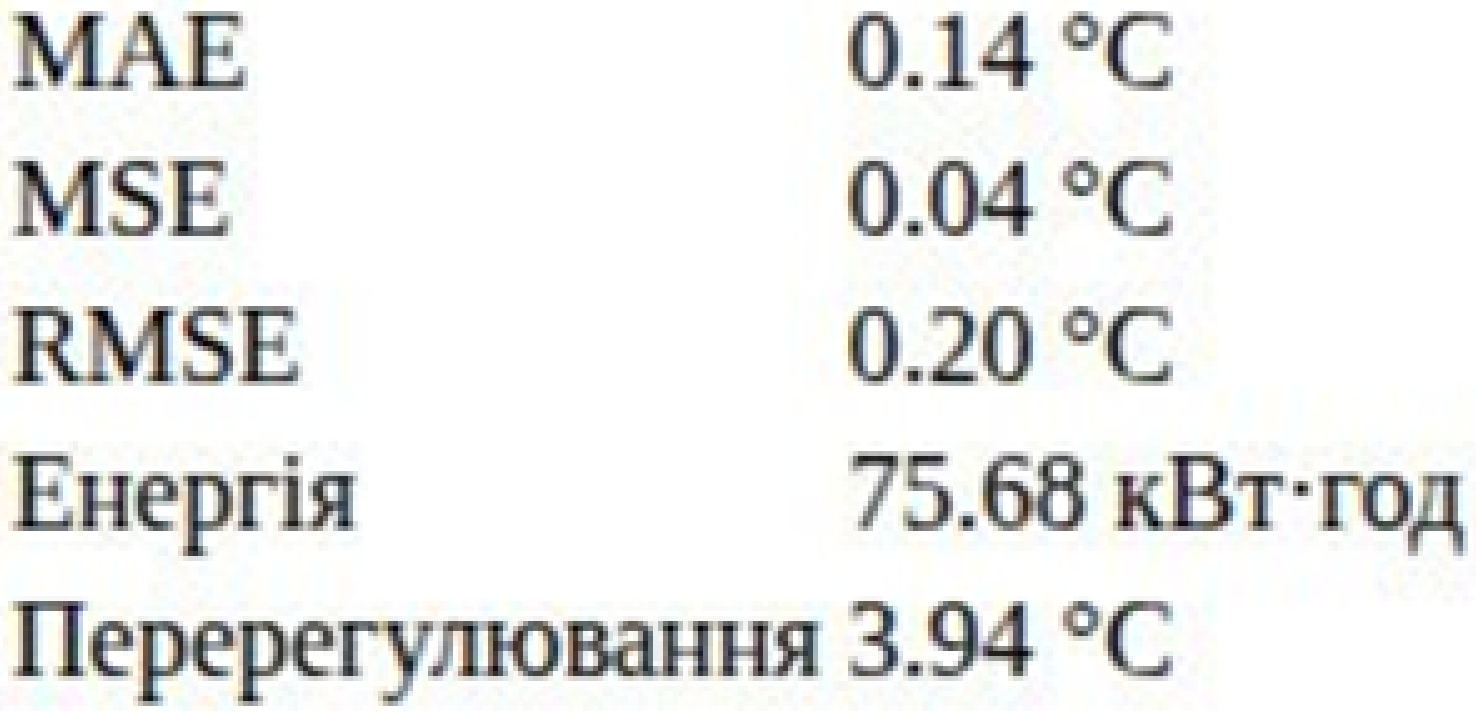 MAE 0.14 °C
MSE 0.04 °C
RMSE 0.20 °C
Енергія 75.68 кВт·год
Перерегулювання 3.94 °C